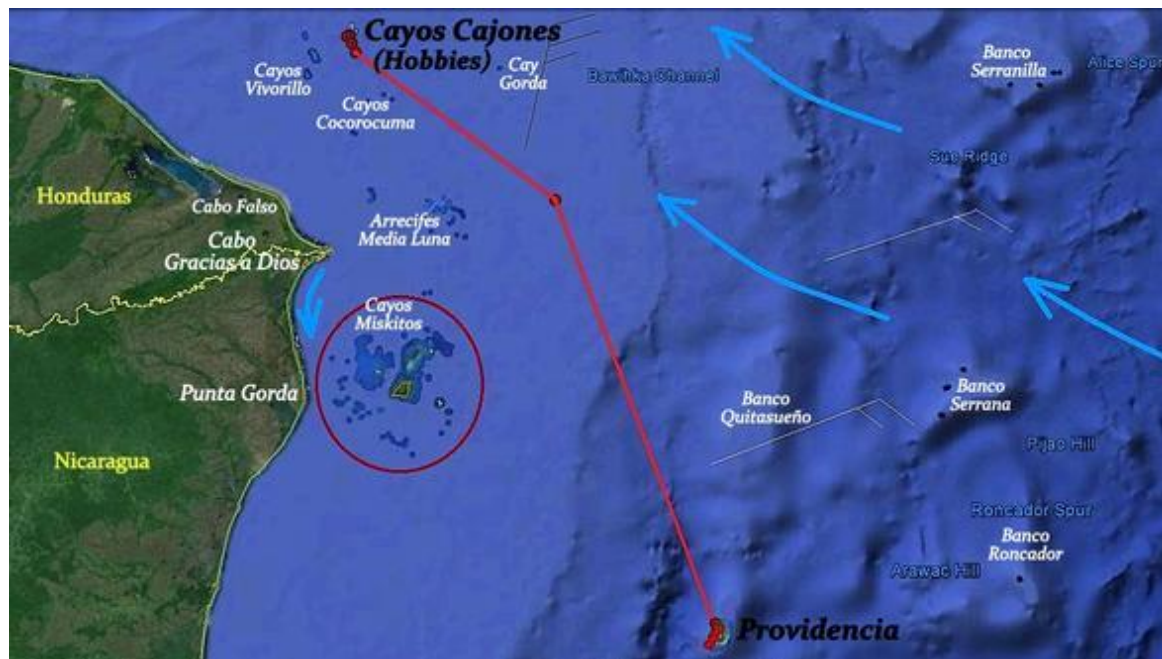 Cayos Cajones
(Hobbies)
Cayos
Vivorillo
Cay
Gorda
Bawihka Channel
Banco
Serranilla
Alice Spur
Cayos
Cocorocuma
Sue Ridge
Honduras
Cabo Falso
Arrecifes
Media Luna
Cabo
Gracias a Dios
Cayos
Miskitos
Punta Gorda
Banco
Quitasueño
Banco
Serrana
Nicaragua
Pijao Hill
Roncador Spur
Banco
Roncador
Arawac Hill
Providencia